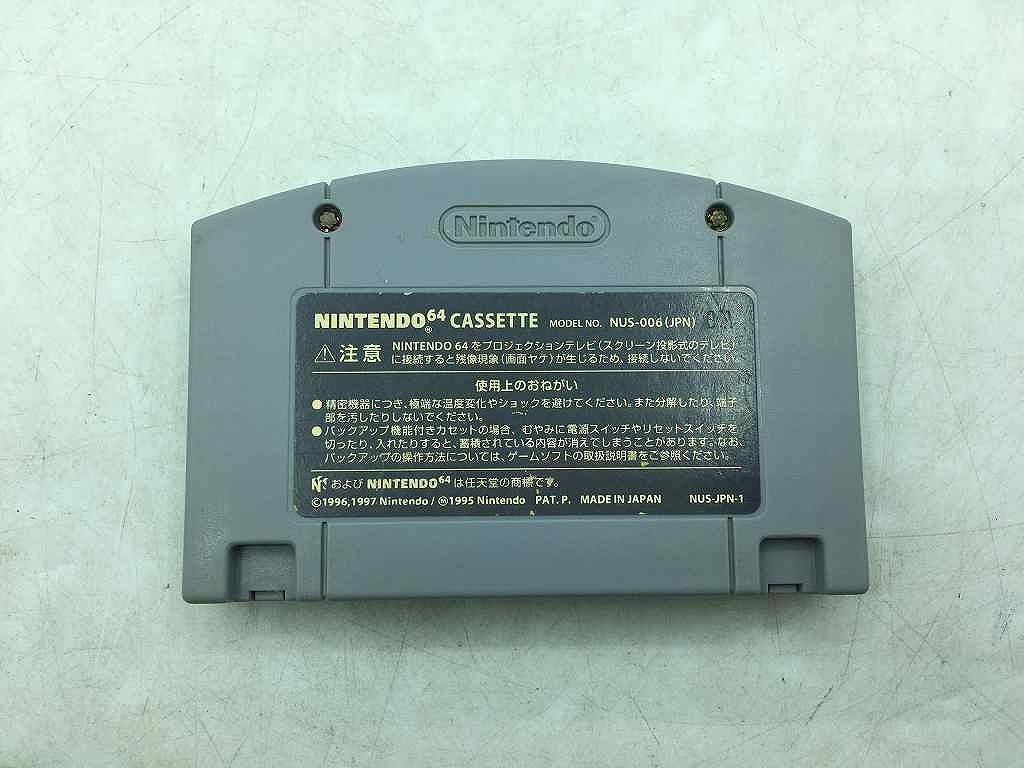 Nintendo®
NINTENDO⁶⁴® CASSETTE MODEL NO. NUS-006(JPN)
⚠注意 NINTENDO 64をプロジェクションテレビ(スクリーン投影式のテレビ)
に接続すると残像現象(画面ヤケ)が生じるため、接続しないでください。
使用上のおねがい
●精密機器につき、極端な温度変化やショックを避けてください。また分解したり、端子
部を汚したりしないでください。
●バックアップ機能付きカセットの場合、むやみに電源スイッチやリセットスイッチを
切ったり、入れたりすると、蓄積されている内容が消えてしまうことがあります。なお、
バックアップの操作方法については、ゲームソフトの取扱説明書をご参照ください。
および NINTENDO⁶⁴は任天堂の商標です。
©1996,1997 Nintendo/Ⓜ1995 Nintendo PAT. P. MADE IN JAPAN NUS-JPN-1